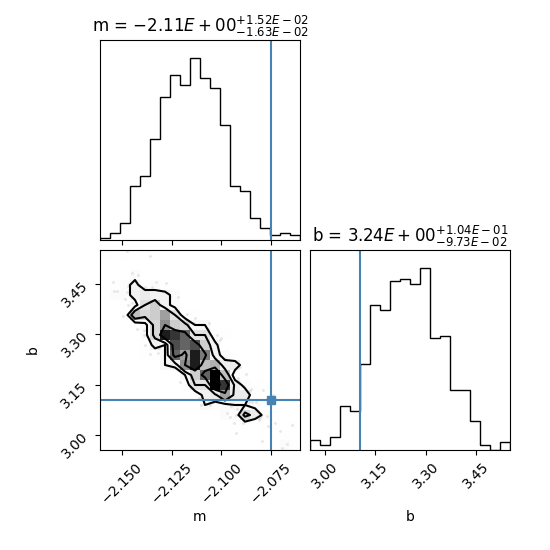 m = −2.11E + 00+1.52E − 02−1.63E − 02
b = 3.24E + 00+1.04E − 01−9.73E − 02
3.45
3.30
3.15
3.00
b
−2.150
−2.125
−2.100
−2.075
m
3.00
3.15
3.30
3.45
b